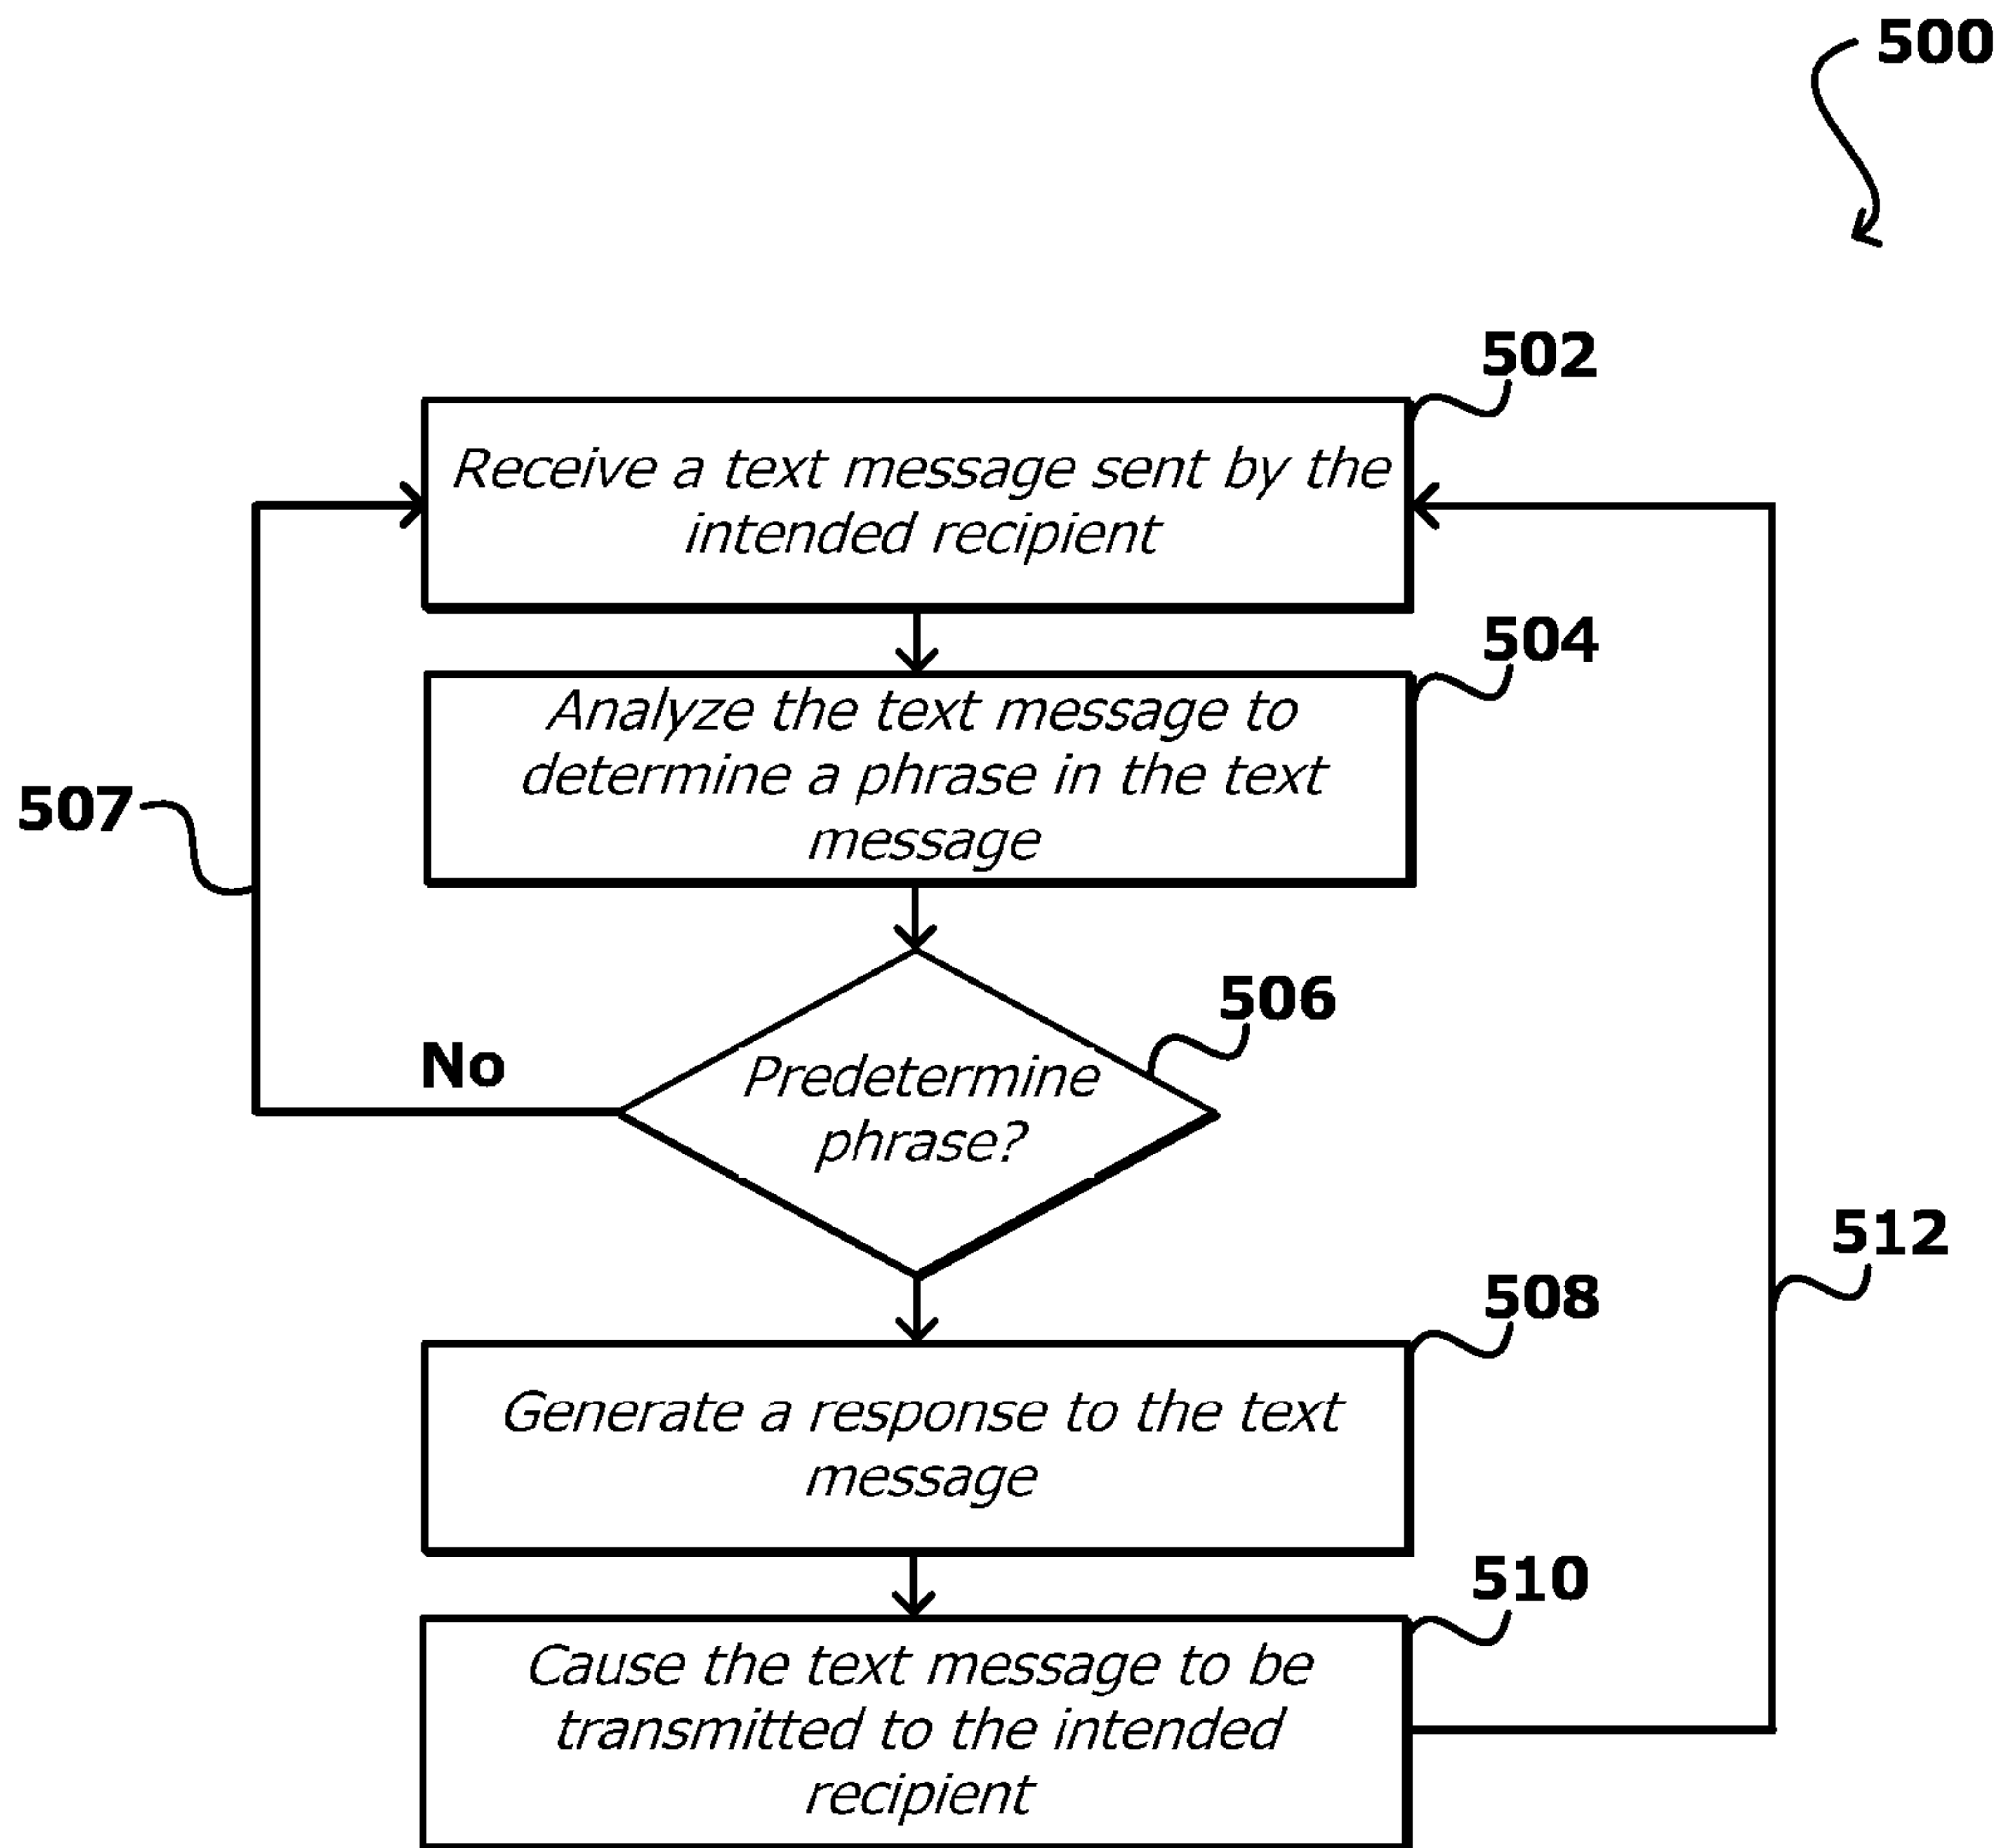 500
502
Receive a text message sent by the
intended recipient
504
Analyze the text message to
determine a phrase in the text
message
507
506
No
Predetermine
phrase?
512
508
Generate a response to the text
message
510
Cause the text message to be
transmitted to the intended
recipient